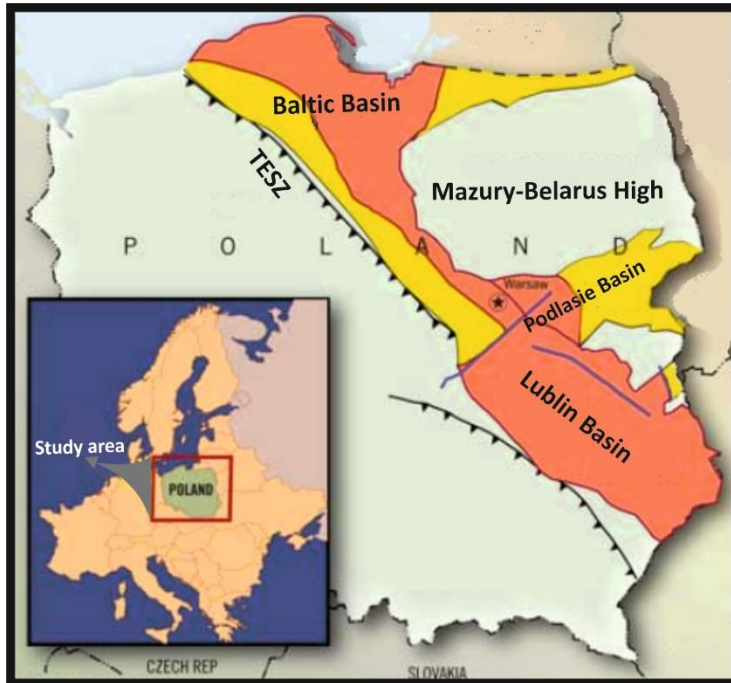 Baltic Basin
TESZ
Mazury-Belarus High
P O L A N D
Warsaw
Podlasie Basin
Lublin Basin
Study area
POLAND
CZECH REP
SLOVAKIA